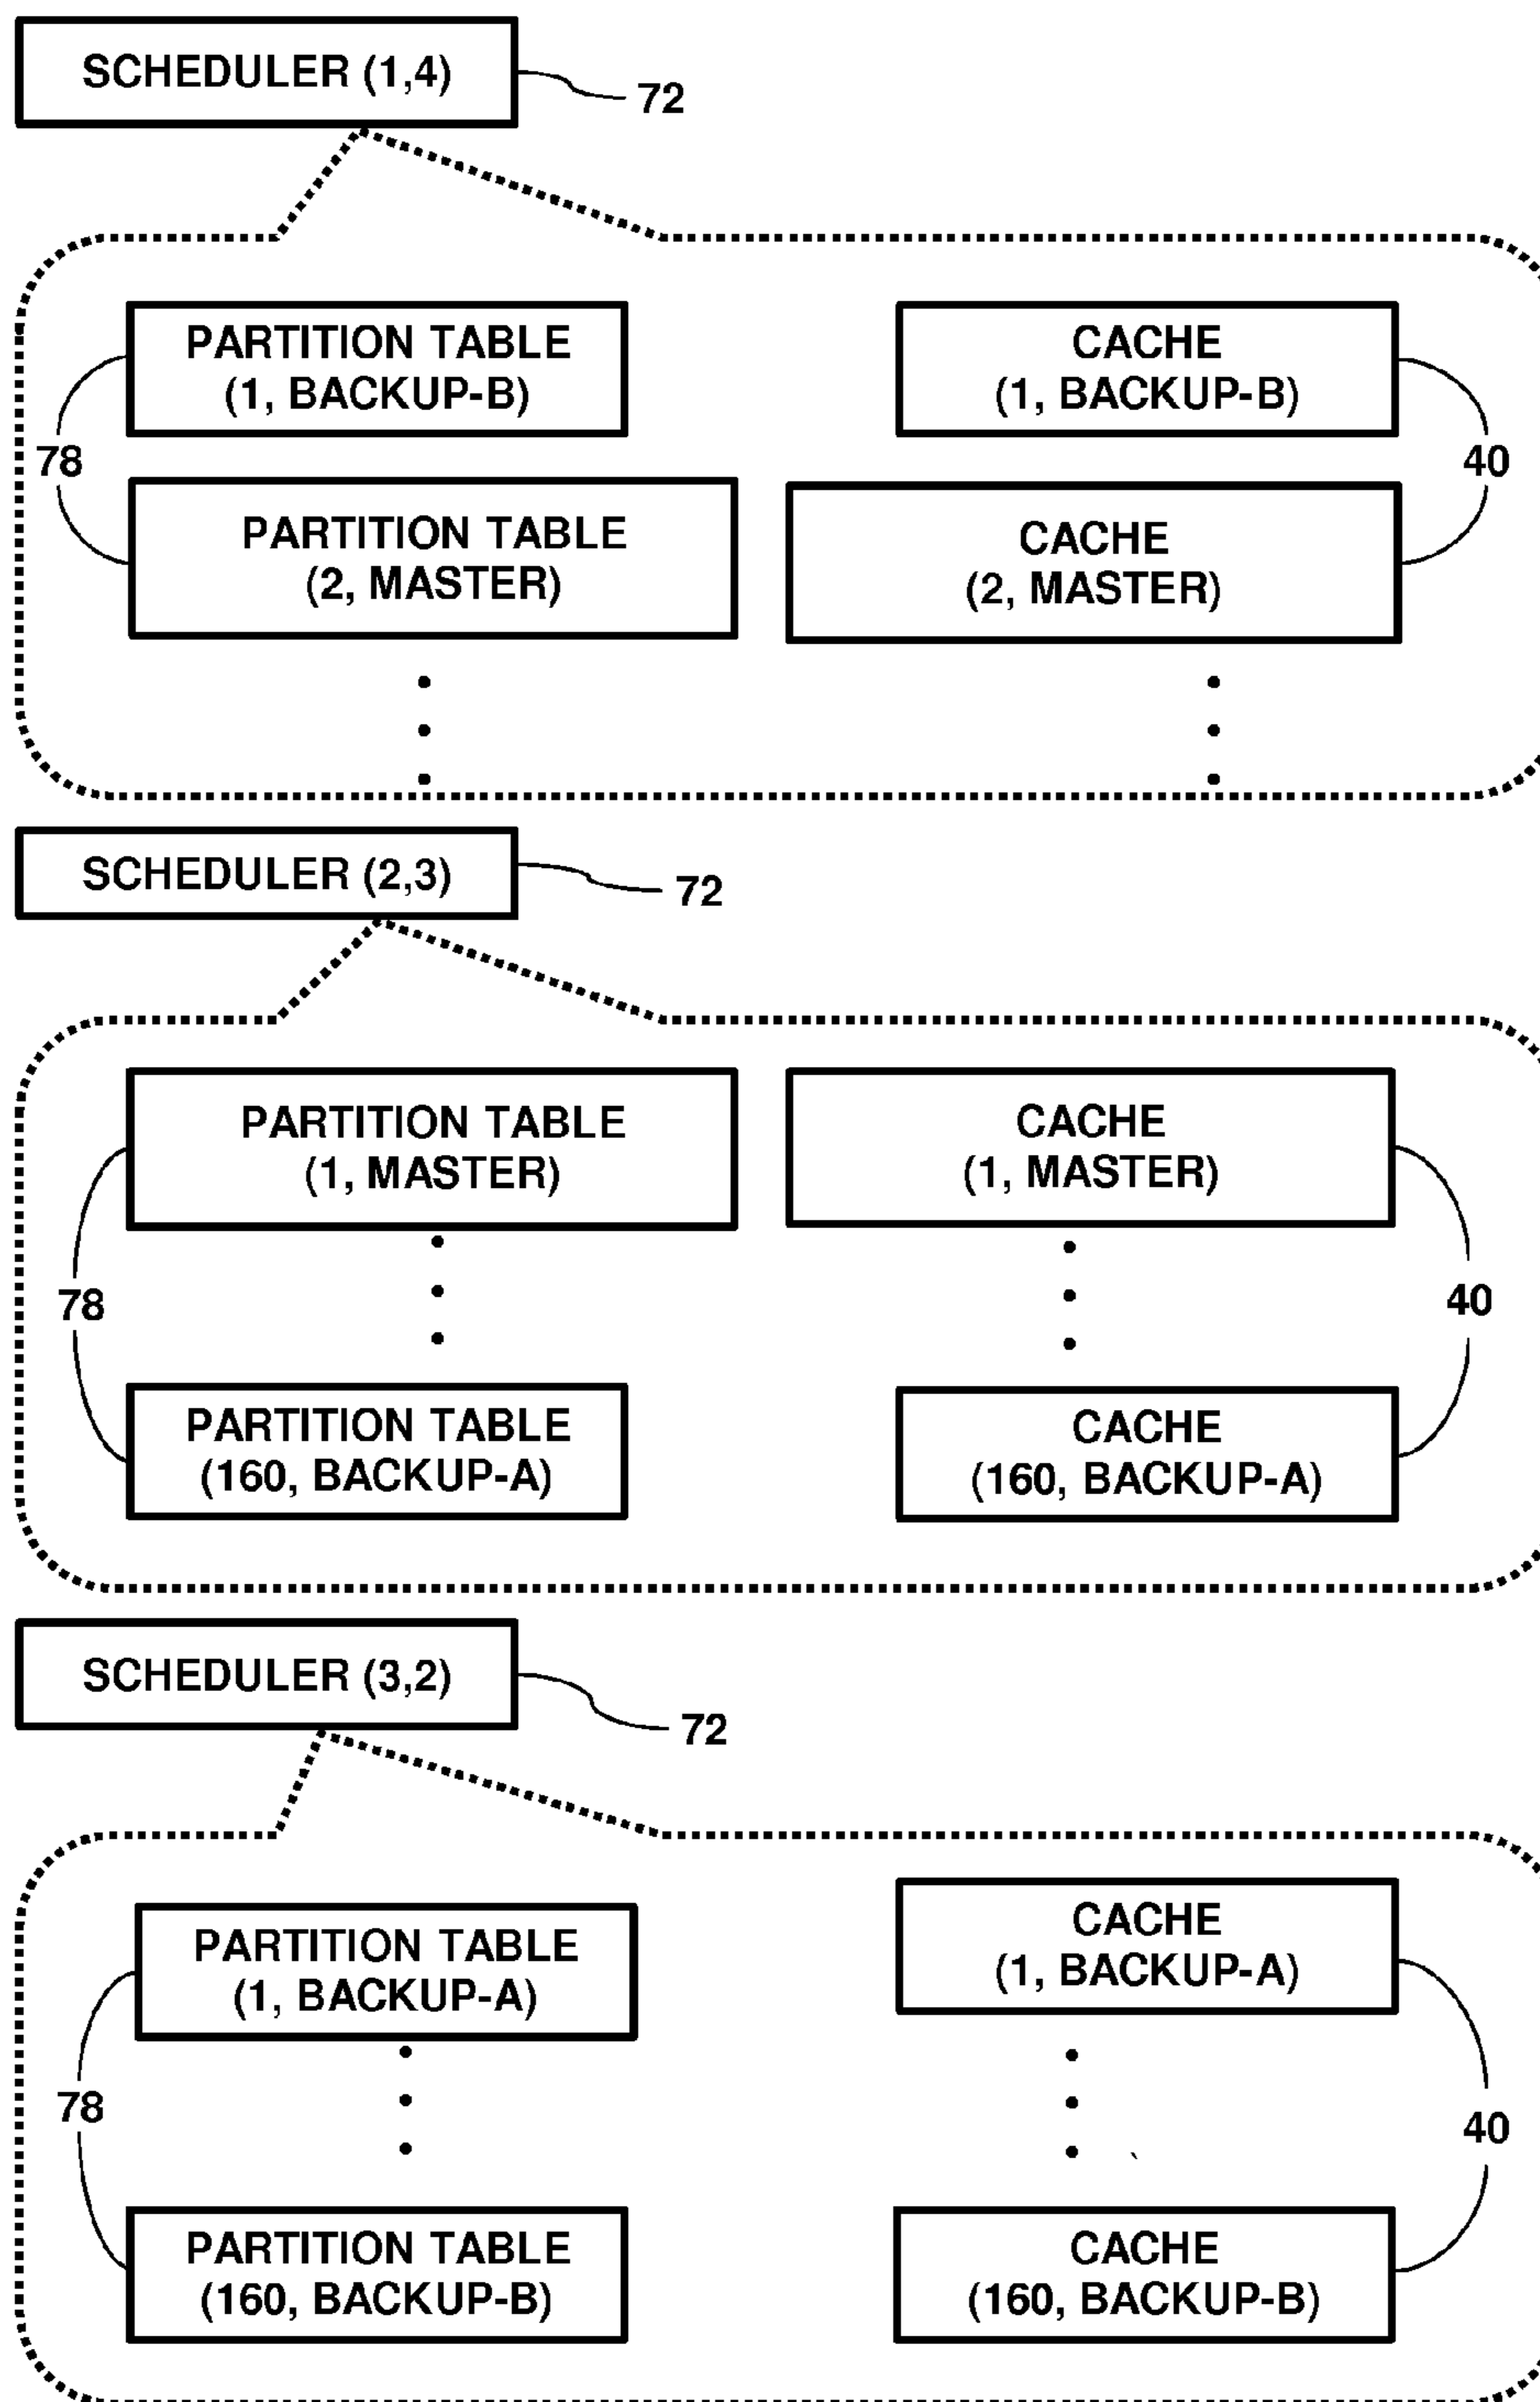 SCHEDULER (1,4)
72
PARTITION TABLE
(1, BACKUP-B)
CACHE
(1, BACKUP-B)
78
40
PARTITION TABLE
(2, MASTER)
CACHE
(2, MASTER)
SCHEDULER (2,3)
72
PARTITION TABLE
(1, MASTER)
CACHE
(1, MASTER)
78
40
PARTITION TABLE
(160, BACKUP-A)
CACHE
(160, BACKUP-A)
SCHEDULER (3,2)
72
PARTITION TABLE
(1, BACKUP-A)
CACHE
(1, BACKUP-A)
78
40
PARTITION TABLE
(160, BACKUP-B)
CACHE
(160, BACKUP-B)